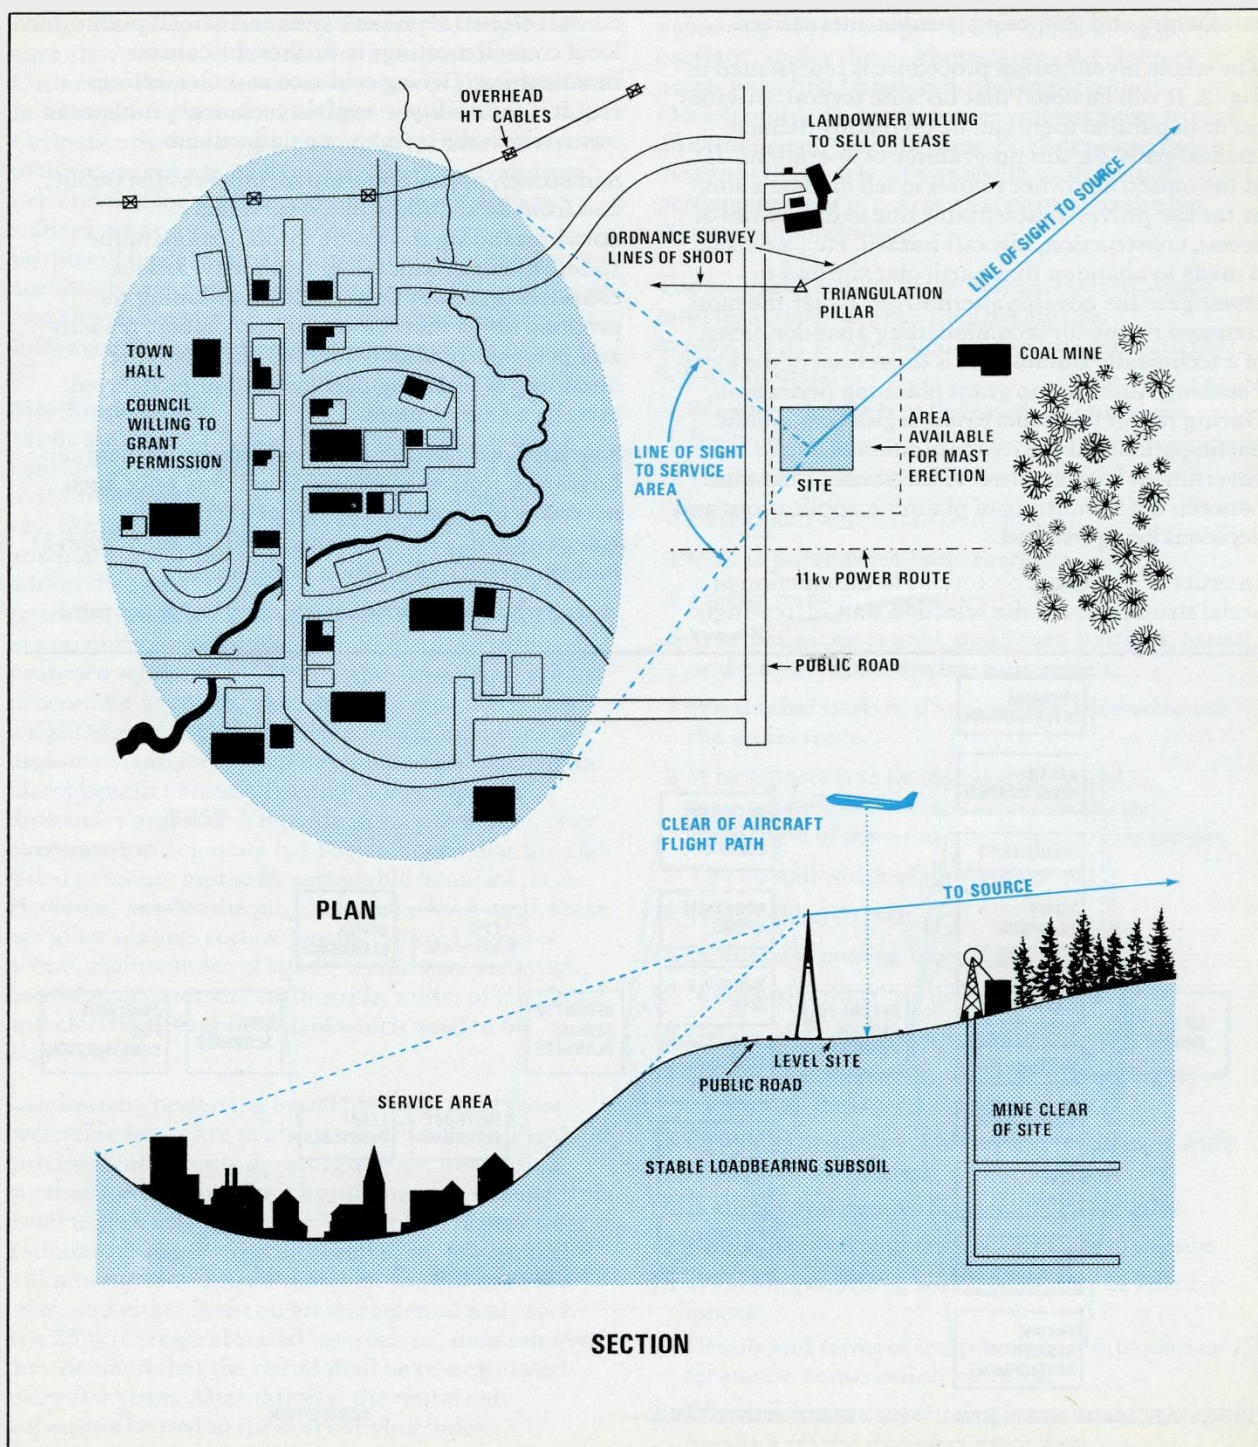 OVERHEAD
HT CABLES
LANDOWNER WILLING
TO SELL OR LEASE
LINE OF SIGHT TO SOURCE
ORDNANCE SURVEY
LINES OF SHOOT
TRIANGULATION
PILLAR
TOWN
HALL
COUNCIL
WILLING TO
GRANT
PERMISSION
COAL MINE
LINE OF SIGHT
TO SERVICE
AREA
AREA
AVAILABLE
FOR MAST
ERECTION
SITE
11kv POWER ROUTE
PUBLIC ROAD
PLAN
CLEAR OF AIRCRAFT
FLIGHT PATH
TO SOURCE
LEVEL SITE
PUBLIC ROAD
SERVICE AREA
MINE CLEAR
OF SITE
STABLE LOADBEARING SUBSOIL
SECTION